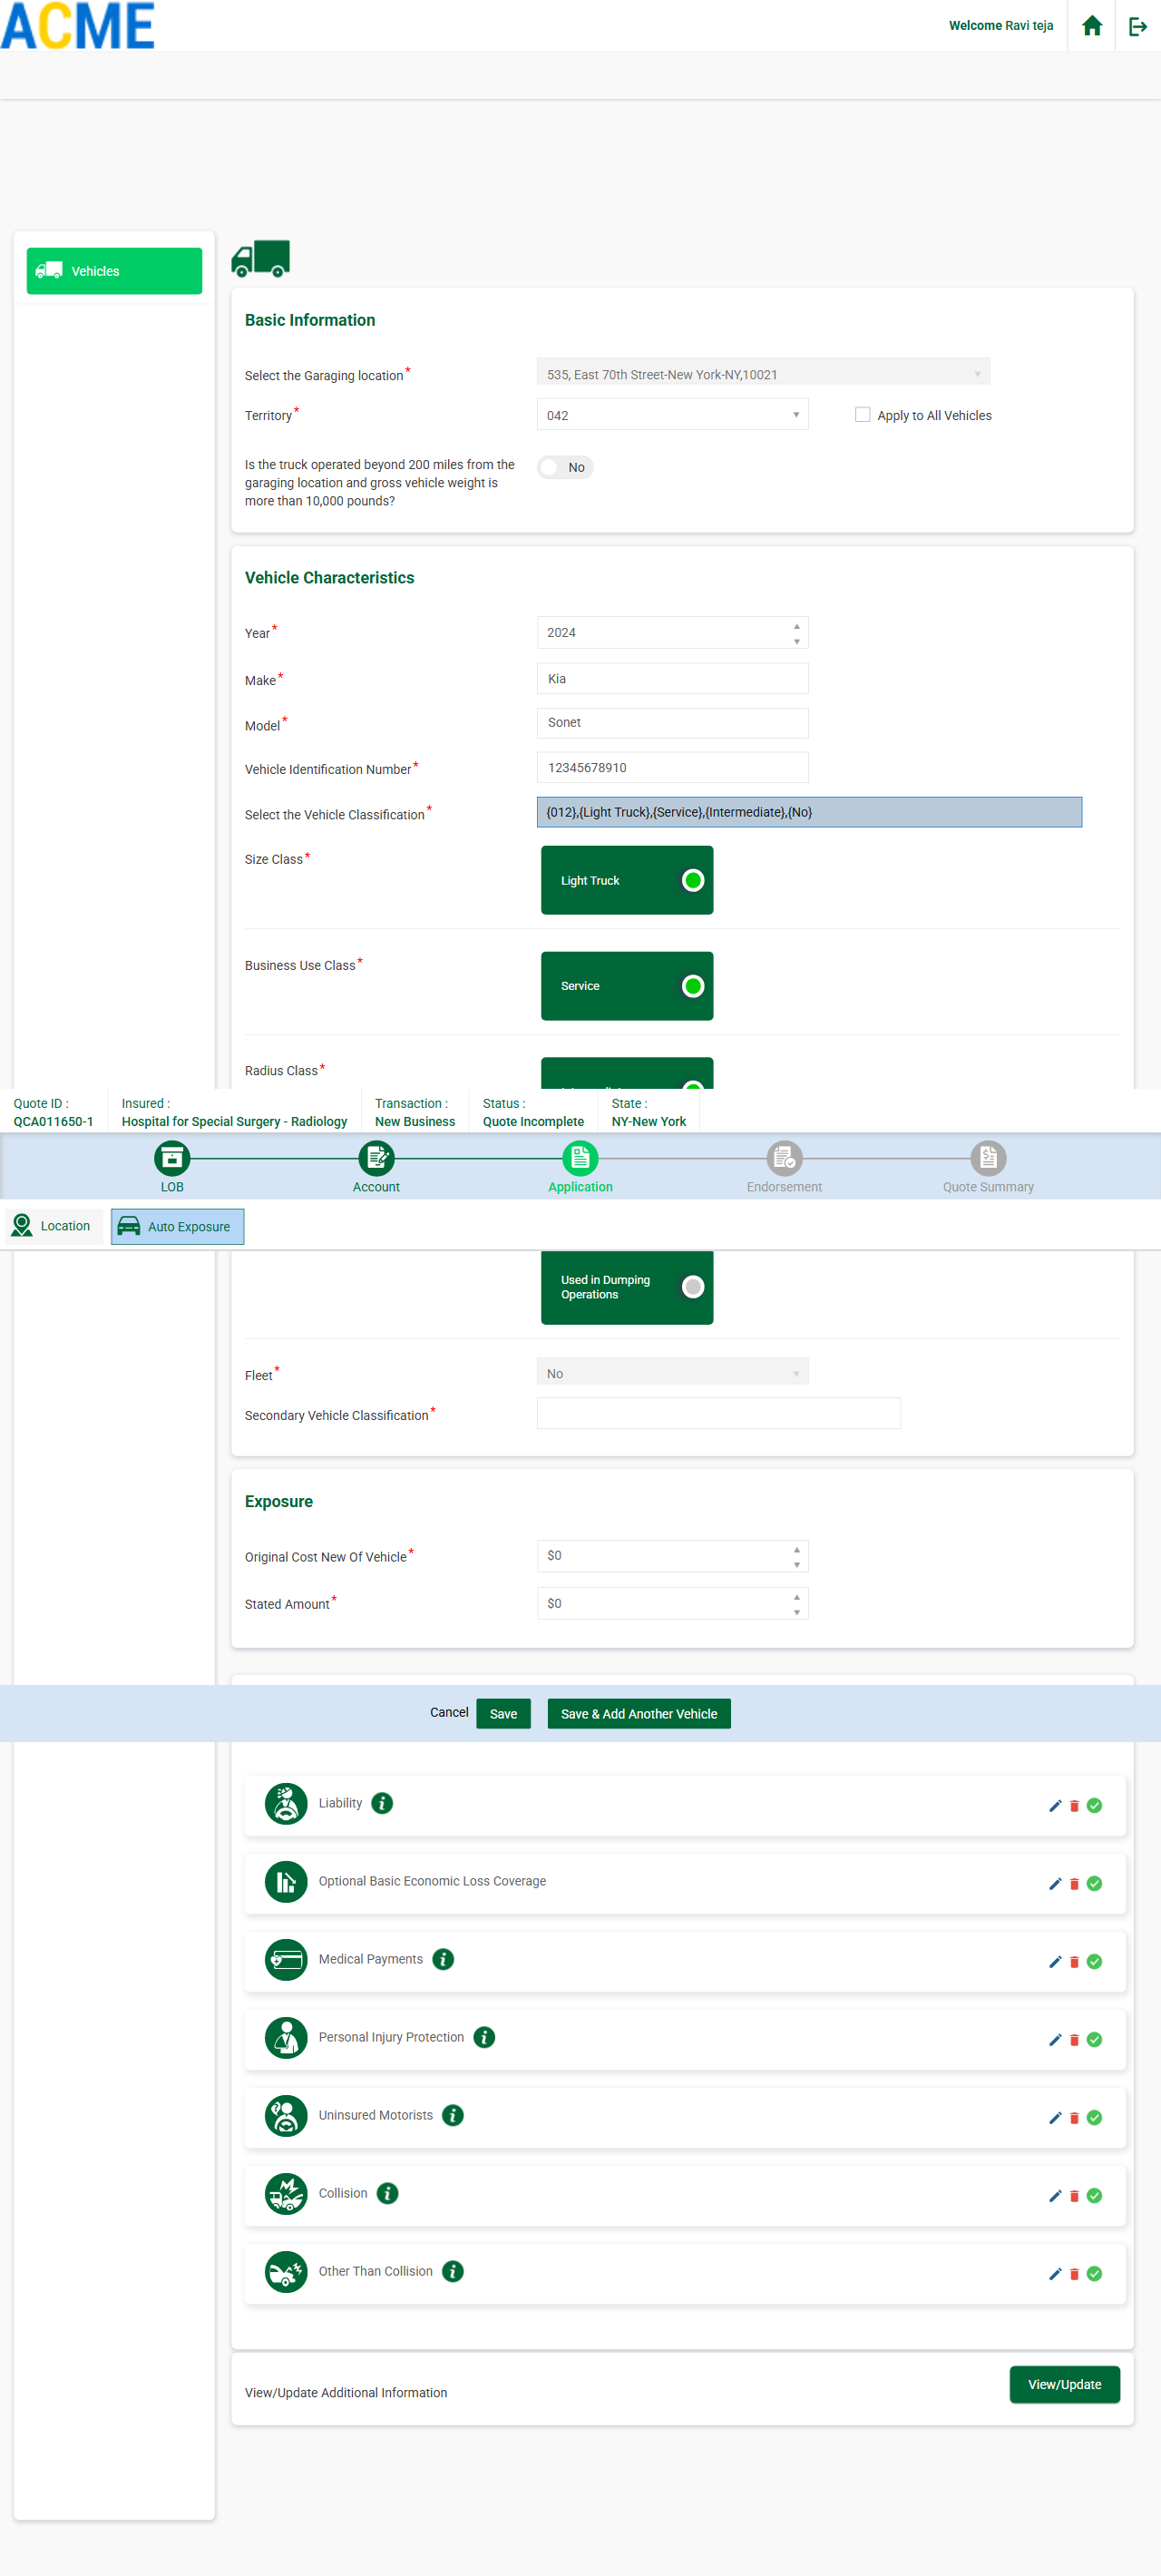 ACME
Welcome Ravi teja
Vehicles
Basic Information
Select the Garaging location*
535, East 70th Street-New York-NY,10021
Territory*
042
Apply to All Vehicles
Is the truck operated beyond 200 miles from the
garaging location and gross vehicle weight is
more than 10,000 pounds?
No
Vehicle Characteristics
Year*
2024
Make*
Kia
Model*
Sonet
Vehicle Identification Number*
12345678910
Select the Vehicle Classification*
{012},{Light Truck},{Service},{Intermediate},{No}
Size Class*
Light Truck
Business Use Class*
Service
Radius Class*
Quote ID :
QCA011650-1
Insured :
Hospital for Special Surgery - Radiology
Transaction :
New Business
Status :
Quote Incomplete
State :
NY-New York
LOB
Account
Application
Endorsement
Quote Summary
Location
Auto Exposure
Used in Dumping
Operations
Fleet*
No
Secondary Vehicle Classification*
Exposure
Original Cost New Of Vehicle*
$0
Stated Amount*
$0
Cancel
Save
Save & Add Another Vehicle
Liability
Optional Basic Economic Loss Coverage
Medical Payments
Personal Injury Protection
Uninsured Motorists
Collision
Other Than Collision
View/Update Additional Information
View/Update